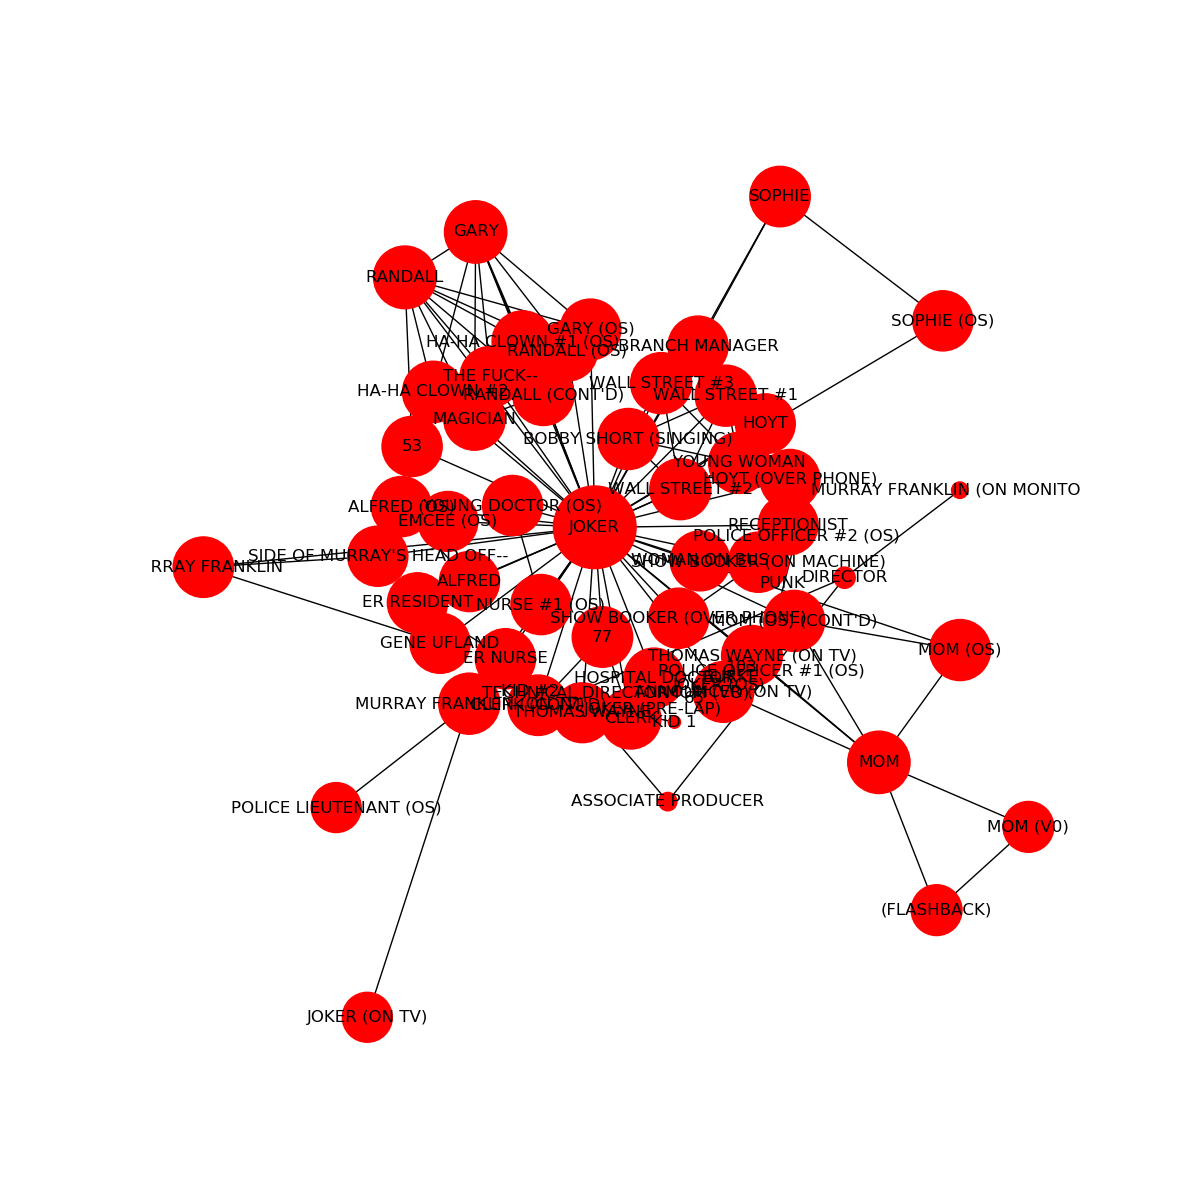 SOPHIE
GARY
RANDALL
SOPHIE (OS)
GARY (OS)
HA-HA CLOWN #1 (OS)
BRANCH MANAGER
RANDALL (OS)
THE FUCK--
WALL STREET #3
HA-HA CLOWN #2
RANDALL (CONT'D)
WALL STREET #1
MAGICIAN
HOYT
BOBBY SHORT (SINGING)
53
YOUNG WOMAN
HOYT (OVER PHONE)
WALL STREET #2
MURRAY FRANKLIN (ON MONITO
ALFRED (OS)
YOUNG DOCTOR (OS)
EMCEE (OS)
JOKER
RECEPTIONIST
POLICE OFFICER #2 (OS)
SIDE OF MURRAY'S HEAD OFF--
WOMAN ON BUS
SHOW BOOKER (ON MACHINE)
RRAY FRANKLIN
ALFRED
PUNK
DIRECTOR
ER RESIDENT
NURSE #1 (OS)
SHOW BOOKER (OVER PHONE)
MOM (OS) (CONT'D)
77
GENE UFLAND
MOM (OS)
ER NURSE
THOMAS WAYNE (ON TV)
POLICE OFFICER #1 (OS)
HOSPITAL DOCTOR
KID #2
TECHNICAL DIRECTOR
MURRAY FRANKLIN
THOMAS WAYNE
JOKER (PRE-LAP)
CLERK
KID 1
MOM
ASSOCIATE PRODUCER
POLICE LIEUTENANT (OS)
MOM (V0)
(FLASHBACK)
JOKER (ON TV)